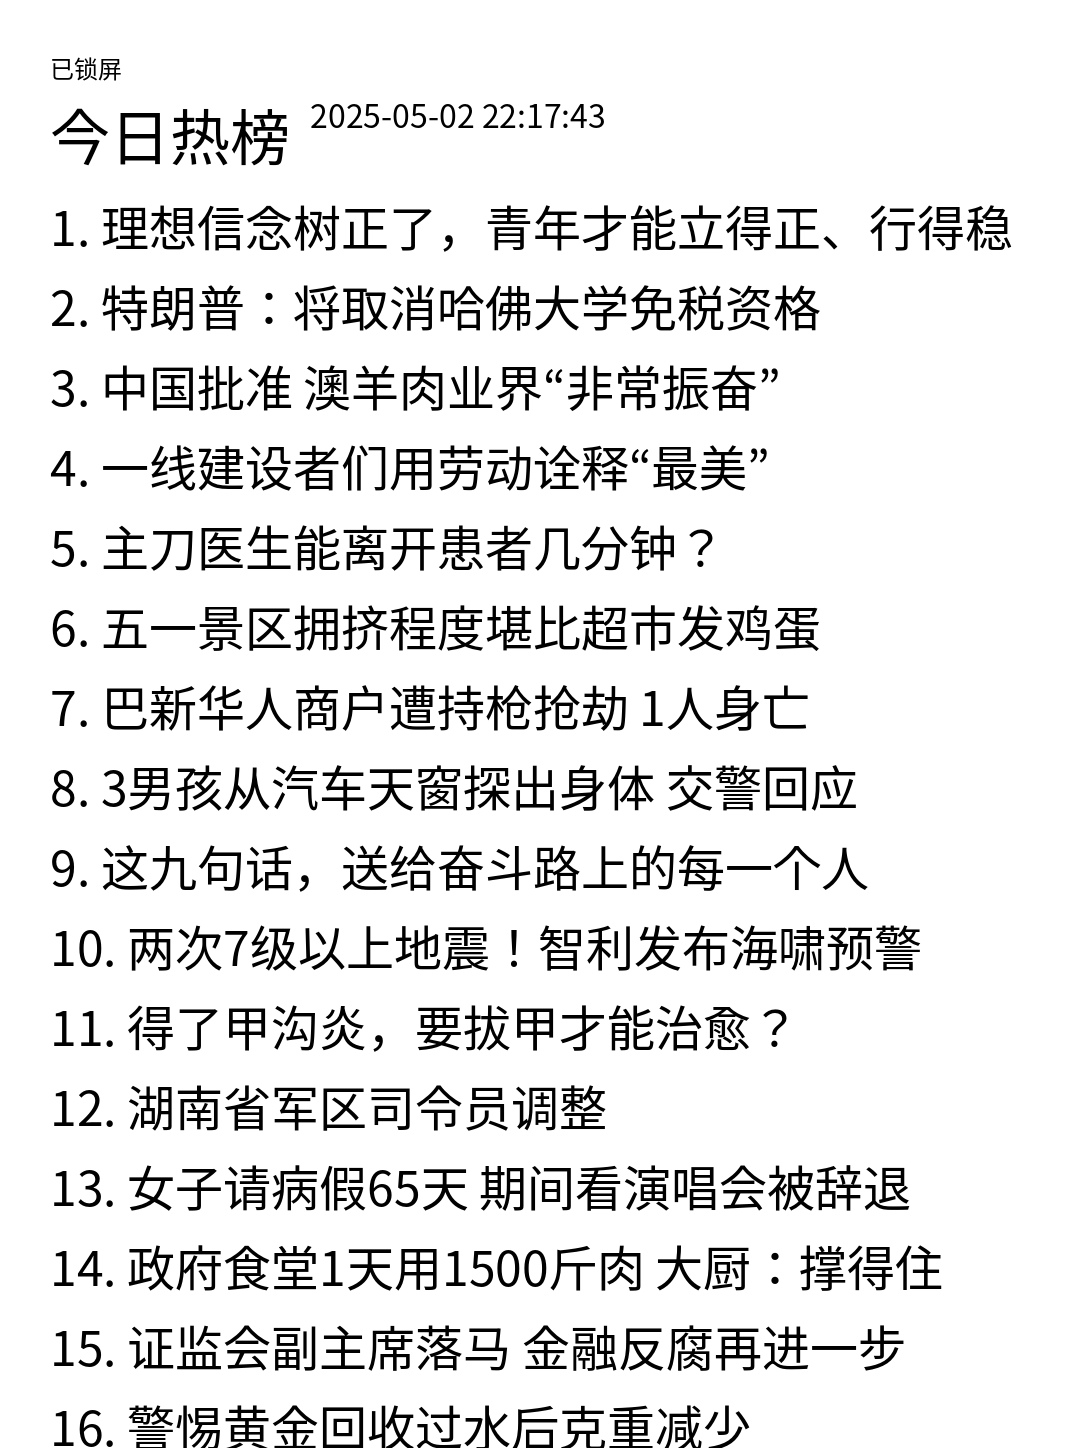 已锁屏
今日热榜 2025-05-02 22:17:43
1. 理想信念树正了，青年才能立得正、行得稳
2. 特朗普：将取消哈佛大学免税资格
3. 中国批准 澳羊肉业界“非常振奋”
4. 一线建设者们用劳动诠释“最美”
5. 主刀医生能离开患者几分钟？
6. 五一景区拥挤程度堪比超市发鸡蛋
7. 巴新华人商户遭持枪抢劫 1人身亡
8. 3男孩从汽车天窗探出身体 交警回应
9. 这九句话，送给奋斗路上的每一个人
10. 两次7级以上地震！智利发布海啸预警
11. 得了甲沟炎，要拔甲才能治愈？
12. 湖南省军区司令员调整
13. 女子请病假65天 期间看演唱会被辞退
14. 政府食堂1天用1500斤肉 大厨：撑得住
15. 证监会副主席落马 金融反腐再进一步
16. 警惕黄金回收过水后克重减少